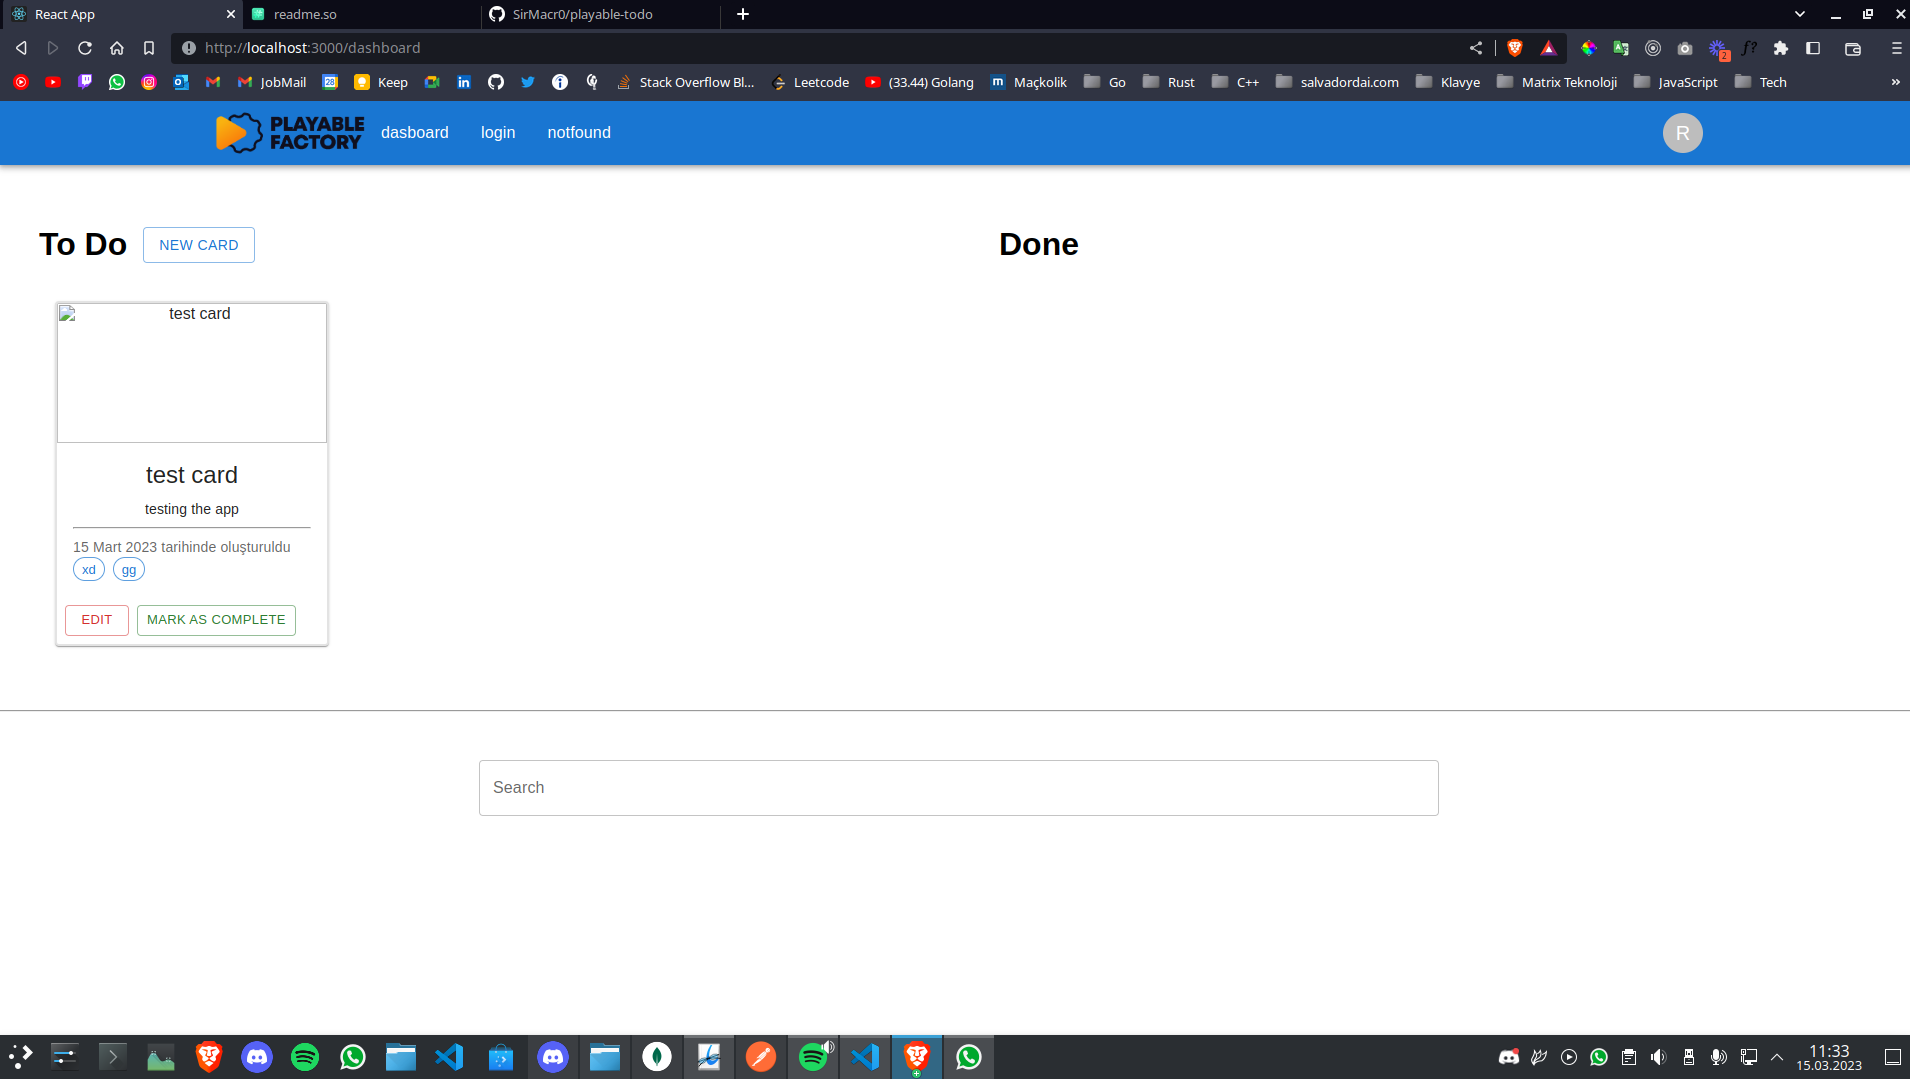 React App
readme.so
SirMacr0/playable-todo
http://localhost:3000/dashboard
2
JobMail
28
Keep
Stack Overflow Bl...
Leetcode
(33.44) Golang
m
Maçkolik
Go
Rust
C++
salvadordai.com
Klavye
Matrix Teknoloji
JavaScript
Tech
»
PLAYABLE FACTORY
dasboard
login
notfound
R
To Do
NEW CARD
Done
test card
test card
testing the app
15 Mart 2023 tarihinde oluşturuldu
xd
gg
EDIT
MARK AS COMPLETE
Search
11:33
15.03.2023